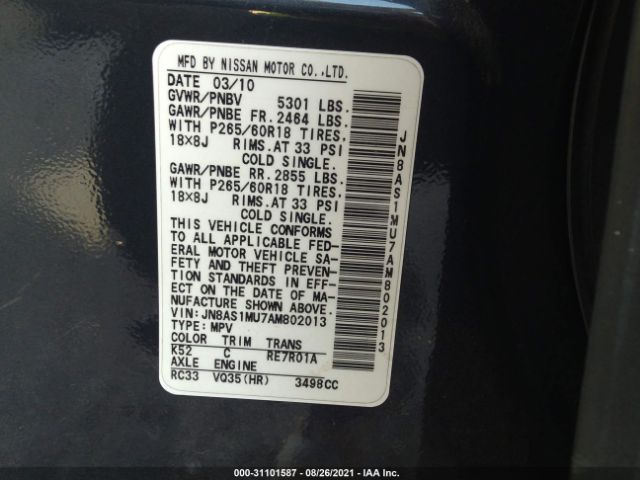 MFD BY NISSAN MOTOR CO.,LTD.
DATE 03/10
GVWR/PNBV 5301 LBS.
GAWR/PNBE FR.2464 LBS.
WITH P265/60R18 TIRES.
18×8J RIMS.AT 33 PSI
COLD SINGLE.
GAWR/PNBE RR.2855 LBS.
WITH P265/60R18 TIRES.
18×8J RIMS.AT 33 PSI
COLD SINGLE.
THIS VEHICLE CONFORMS
TO ALL APPLICABLE FED-
ERAL MOTOR VEHICLE SA-
FETY AND THEFT PREVEN-
TION STANDARDS IN EFF-
ECT ON THE DATE OF MA-
NUFACTURE SHOWN ABOVE.
VIN:JN8AS1MU7AM802013
TYPE:MPV
COLOR TRIM TRANS
K52 C RE7R01A
AXLE ENGINE
RC33 VQ35(HR) 3498CC
JN8AS1MU7AM802013
000-31101587 - 08/26/2021 - IAA Inc.